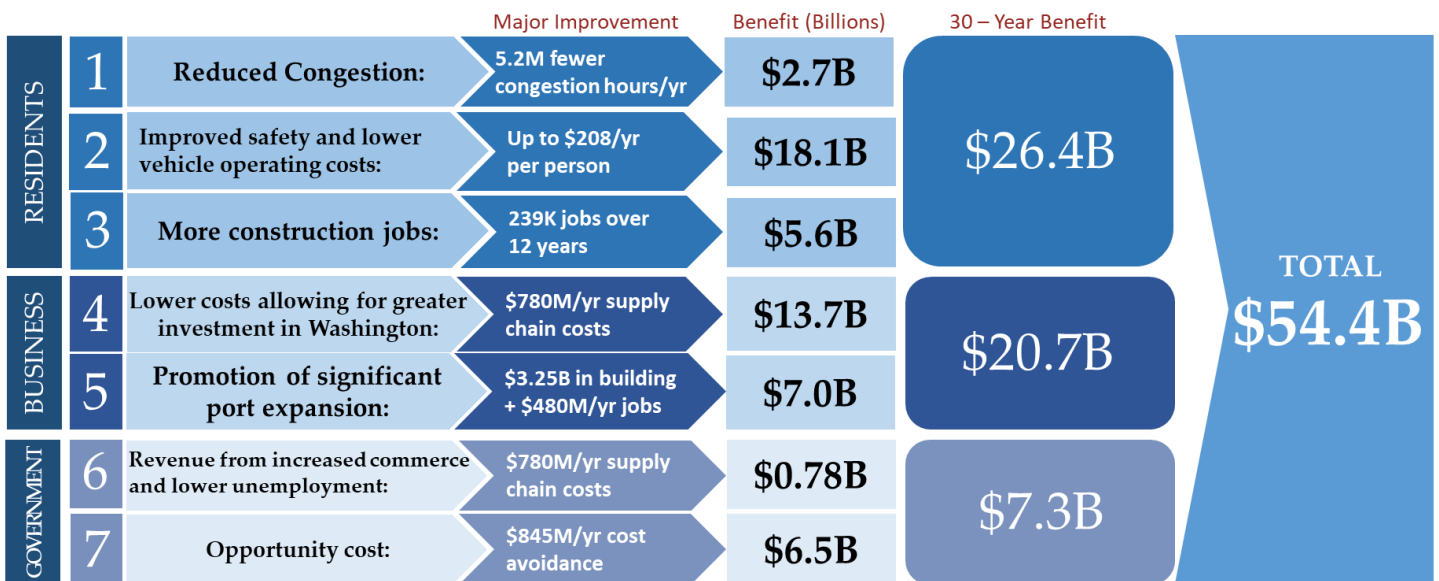 Major Improvement
Benefit (Billions)
30 – Year Benefit
RESIDENTS
1
Reduced Congestion:
5.2M fewer
congestion hours/yr
$2.7B
2
Improved safety and lower
vehicle operating costs:
Up to $208/yr
per person
$18.1B
3
More construction jobs:
239K jobs over
12 years
$5.6B
$26.4B
BUSINESS
4
Lower costs allowing for greater
investment in Washington:
$780M/yr supply
chain costs
$13.7B
5
Promotion of significant
port expansion:
$3.25B in building
+ $480M/yr jobs
$7.0B
$20.7B
GOVERNMENT
6
Revenue from increased commerce
and lower unemployment:
$780M/yr supply
chain costs
$0.78B
7
Opportunity cost:
$845M/yr cost
avoidance
$6.5B
$7.3B
TOTAL
$54.4B